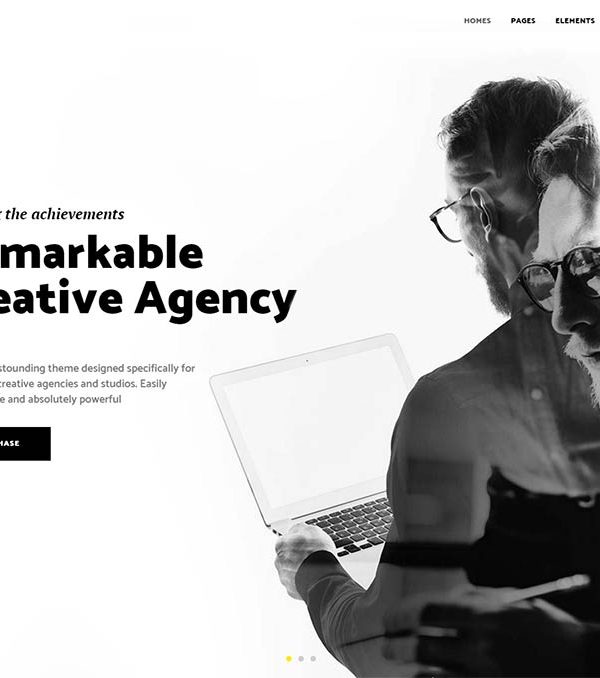 HOMES PAGES ELEMENTS
the achievements
markable
eative Agency
stounding theme designed specifically for
creative agencies and studios. Easily
e and absolutely powerful
HASE